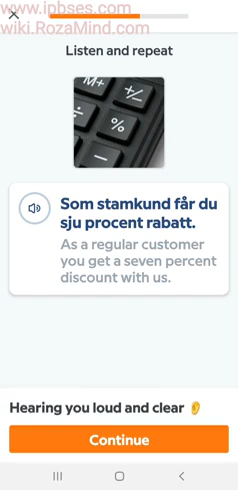 www.ipbses.com
wiki.RozaMind.com
Listen and repeat
M+
+/−
÷
%
−
Som stamkund får du
sju procent rabatt.
As a regular customer
you get a seven percent
discount with us.
Hearing you loud and clear 👂
Continue